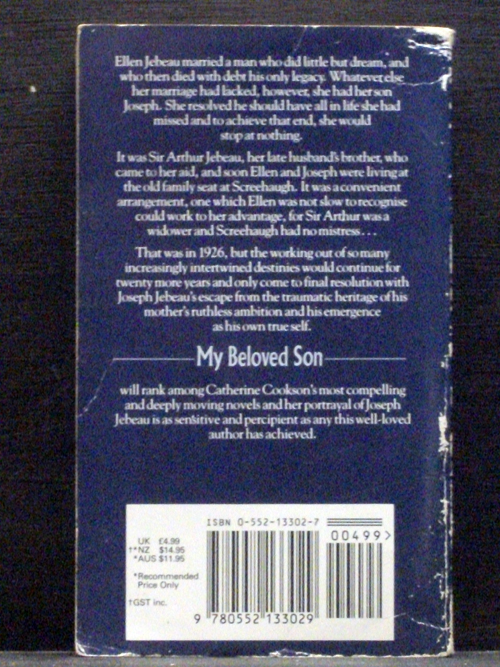 Ellen Jebeau married a man who did little but dream, and
who then died with debt his only legacy. Whatever else
her marriage had lacked, however, she had her son
Joseph. She resolved he should have all in life she had
missed and to achieve that end, she would
stop at nothing.
It was Sir Arthur Jebeau, her late husband's brother, who
came to her aid, and soon Ellen and Joseph were living at
the old family seat at Screehaugh. It was a convenient
arrangement, one which Ellen was not slow to recognise
could work to her advantage, for Sir Arthur was a
widower and Screehaugh had no mistress...
That was in 1926, but the working out of so many
increasingly intertwined destinies would continue for
twenty more years and only come to final resolution with
Joseph Jebeau's escape from the traumatic heritage of his
mother's ruthless ambition and his emergence
as his own true self.
My Beloved Son
will rank among Catherine Cookson's most compelling
and deeply moving novels and her portrayal of Joseph
Jebeau is as sensitive and percipient as any this well-loved
author has achieved.
ISBN 0-552-13302-7
UK £4.99
†*NZ $14.95
*AUS $11.95
*Recommended
Price Only
†GST inc.
00499>
9 780552 133029